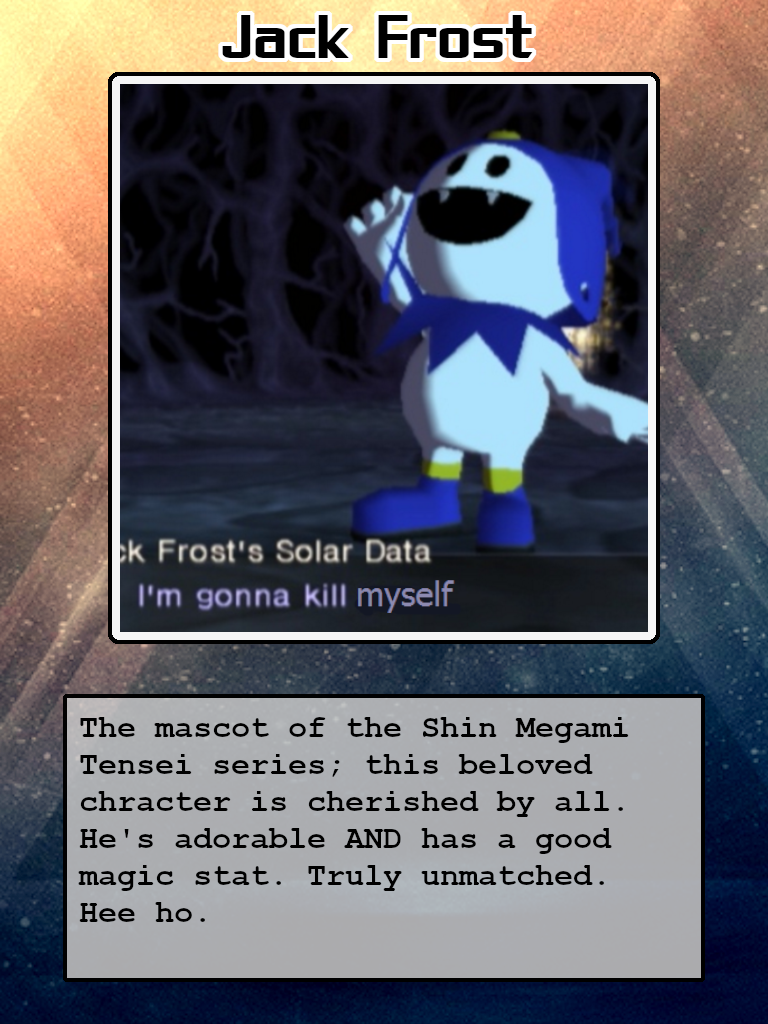 Jack Frost
ck Frost's Solar Data
I'm gonna kill myself
The mascot of the Shin Megami
Tensei series; this beloved
chracter is cherished by all.
He's adorable AND has a good
magic stat. Truly unmatched.
Hee ho.